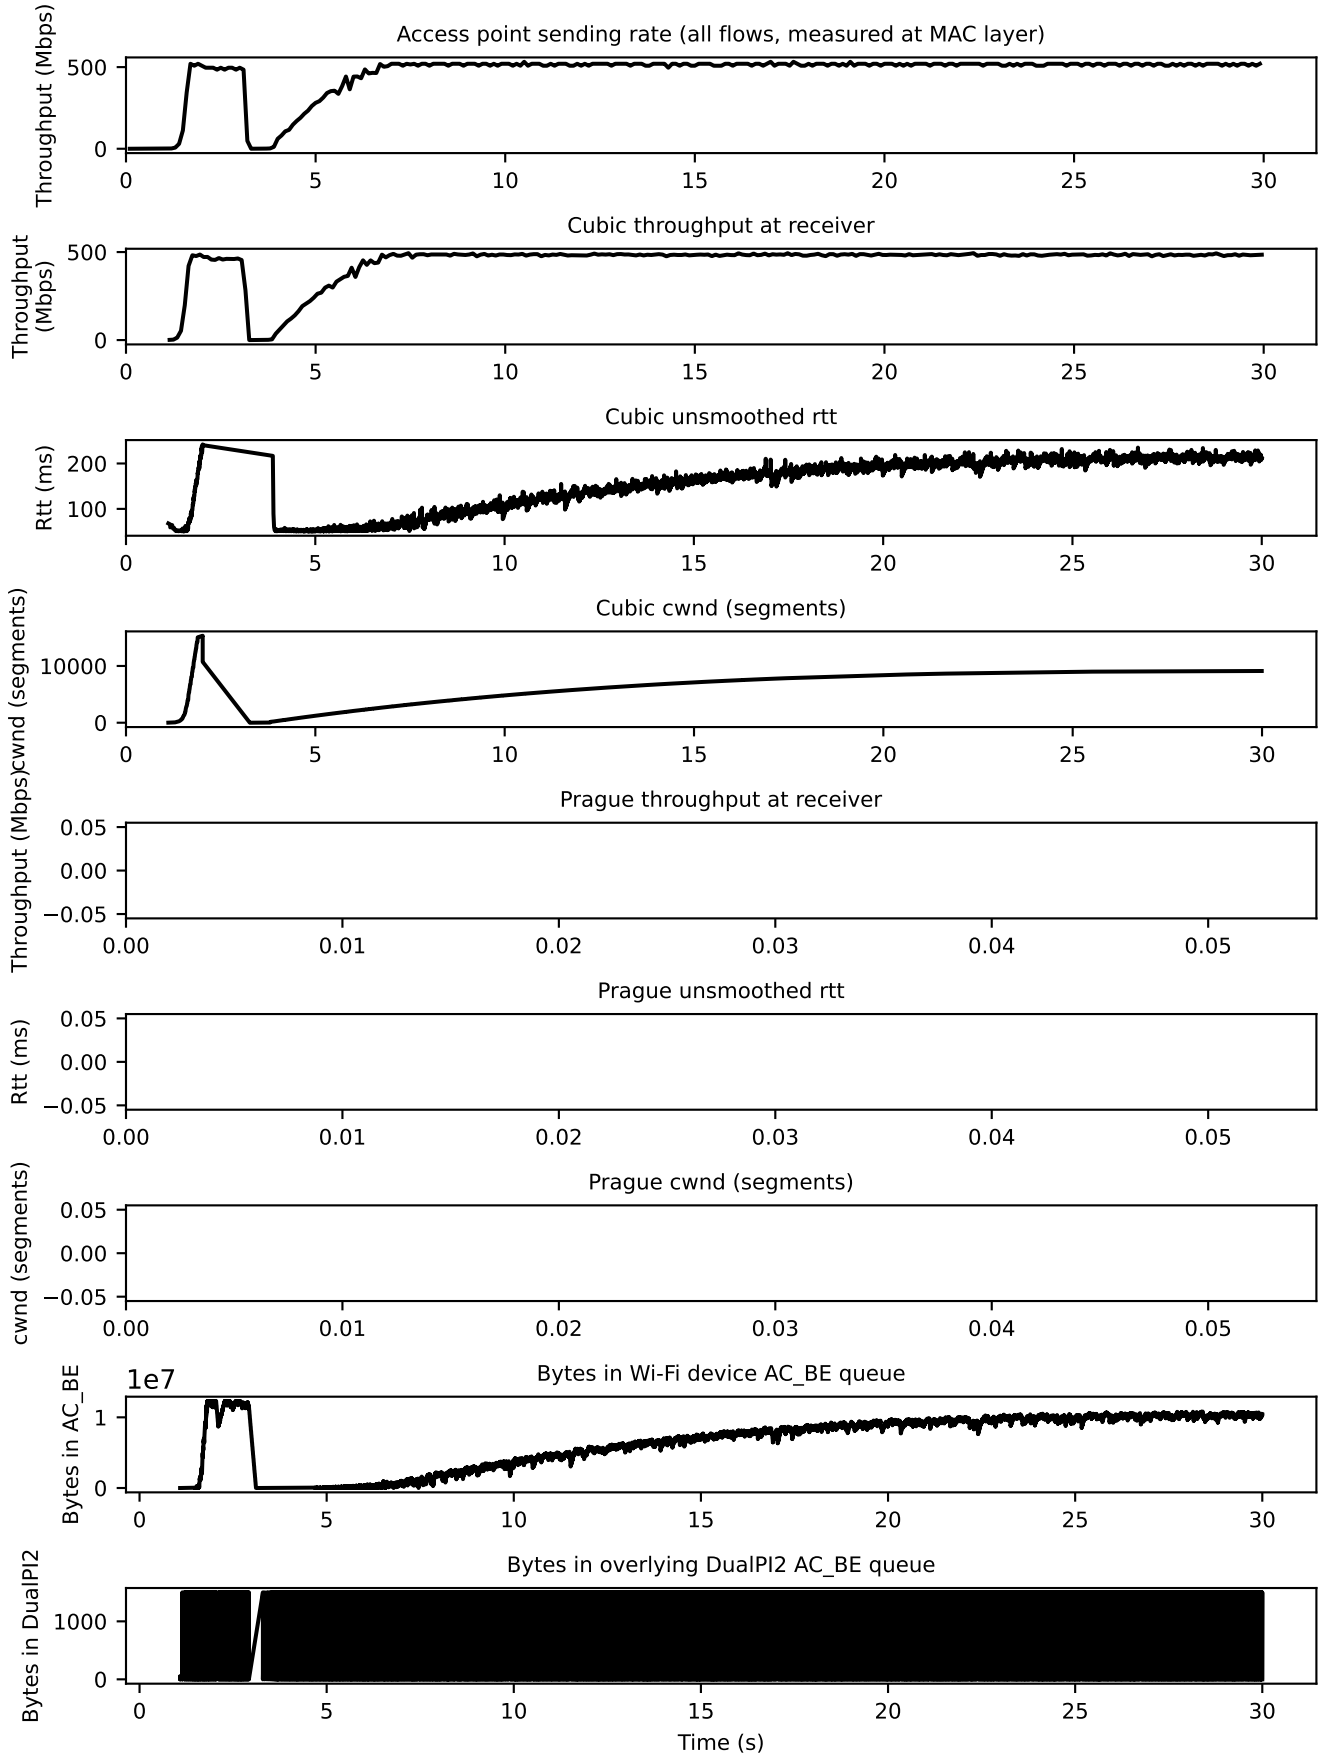 Access point sending rate (all flows, measured at MAC layer)
Throughput (Mbps)
500
0
0 5 10 15 20 25 30
Cubic throughput at receiver
Throughput
(Mbps)
500
0
0 5 10 15 20 25 30
Cubic unsmoothed rtt
Rtt (ms)
200
100
0 5 10 15 20 25 30
Cubic cwnd (segments)
cwnd (segments)
10000
0
0 5 10 15 20 25 30
Prague throughput at receiver
Throughput (Mbps)
0.05
0.00
−0.05
0.00 0.01 0.02 0.03 0.04 0.05
Prague unsmoothed rtt
Rtt (ms)
0.05
0.00
−0.05
0.00 0.01 0.02 0.03 0.04 0.05
Prague cwnd (segments)
cwnd (segments)
0.05
0.00
−0.05
0.00 0.01 0.02 0.03 0.04 0.05
Bytes in Wi-Fi device AC_BE queue
1e7
Bytes in AC_BE
1
0
0 5 10 15 20 25 30
Bytes in overlying DualPI2 AC_BE queue
Bytes in DualPI2
1000
0
0 5 10 15 20 25 30
Time (s)